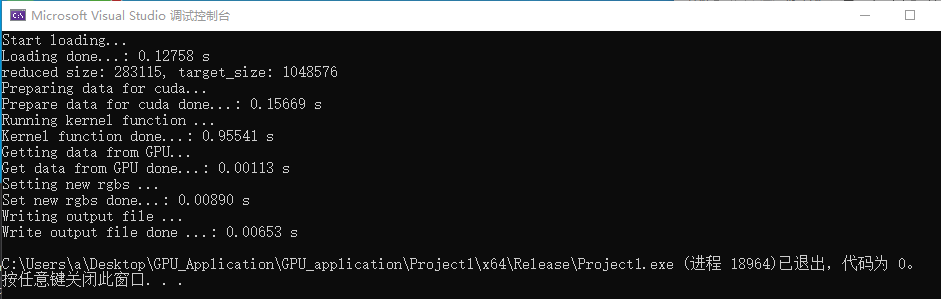 C:\ Microsoft Visual Studio 调试控制台
Start loading...
Loading done...: 0.12758 s
reduced size: 283115, target_size: 1048576
Preparing data for cuda...
Prepare data for cuda done...: 0.15669 s
Running kernel function ...
Kernel function done...: 0.95541 s
Getting data from GPU...
Get data from GPU done...: 0.00113 s
Setting new rgbs ...
Set new rgbs done...: 0.00890 s
Writing output file ...
Write output file done ...: 0.00653 s
C:\Users\a\Desktop\GPU_Application\GPU_application\Project1\x64\Release\Project1.exe (进程 18964)已退出，代码为 0。
按任意键关闭此窗口. . .